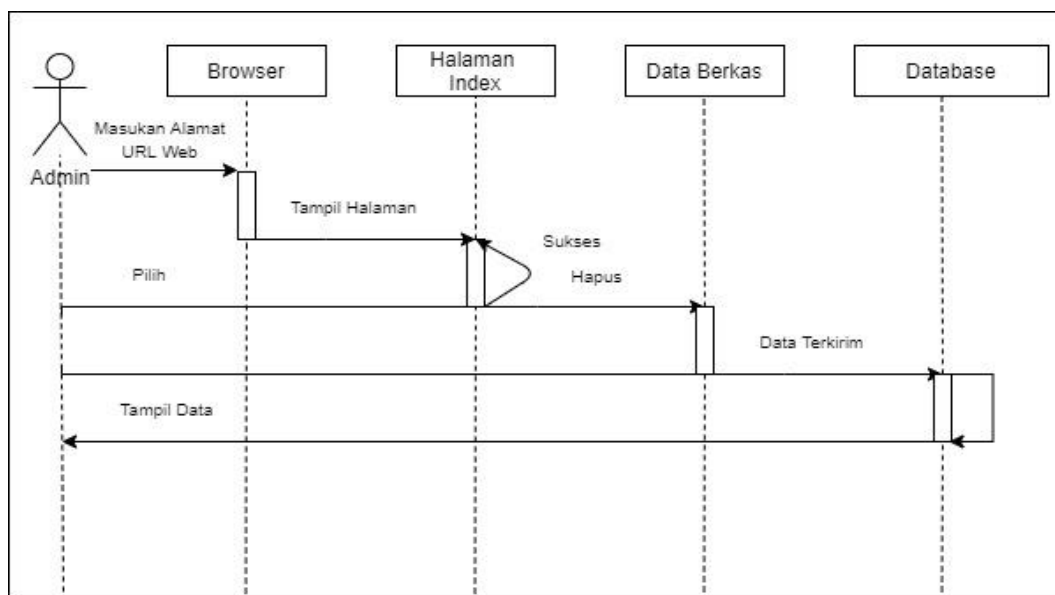 Browser
Halaman
Index
Data Berkas
Database
Masukan Alamat
URL Web
Admin
Tampil Halaman
Sukses
Pilih
Hapus
Data Terkirim
Tampil Data